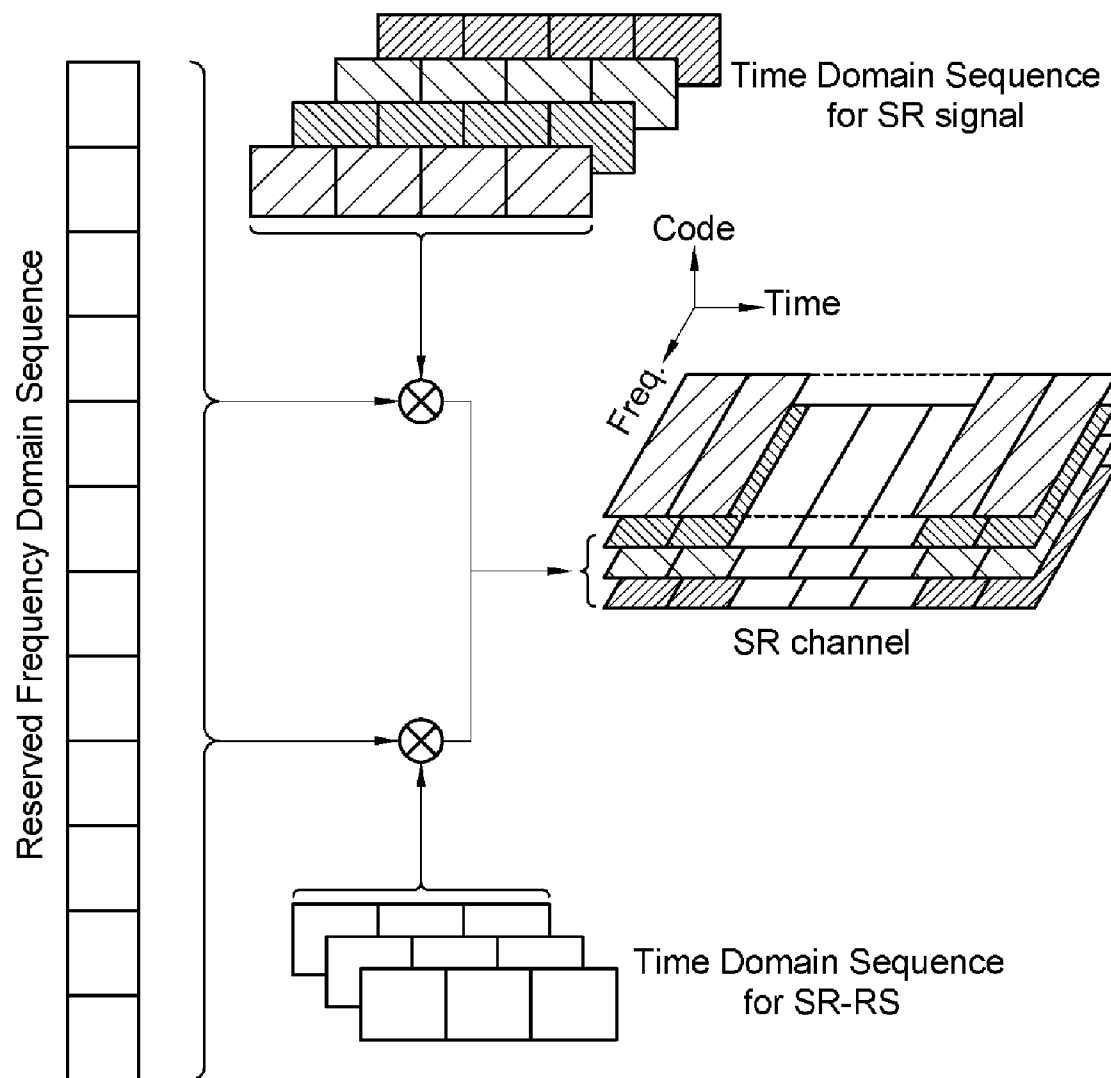 Reserved Frequency Domain Sequence
Time Domain Sequence
for SR signal
Code
Time
Freq.
SR channel
Time Domain Sequence
for SR-RS